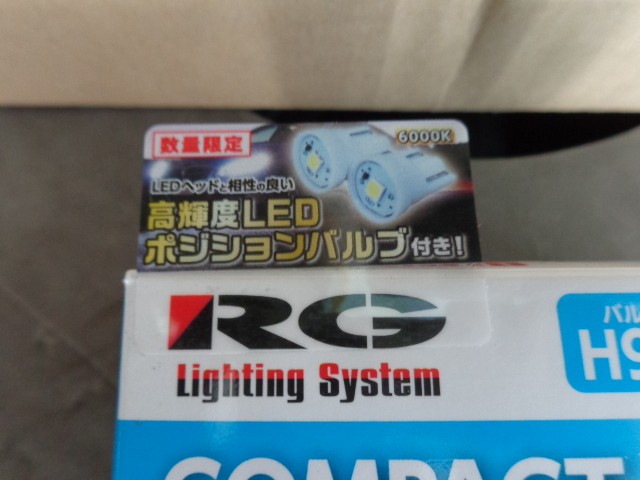 数量限定
6000K
LEDヘッドと相性の良い
高輝度LED
ポジションバルブ付き!
RG
Lighting System
COMPACT